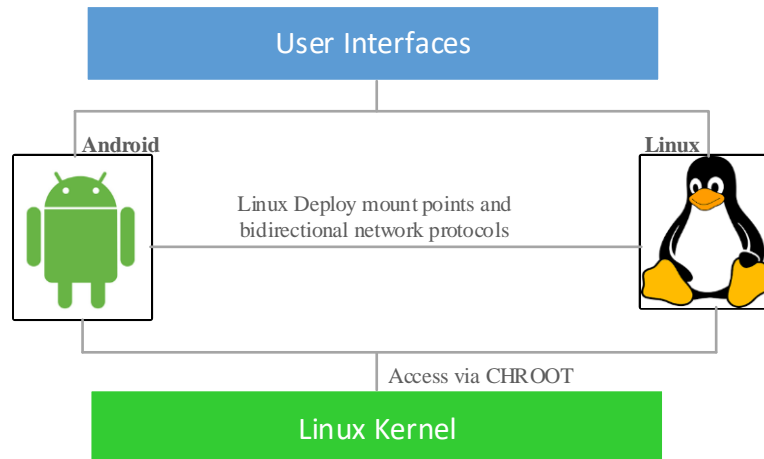 User Interfaces
Android
Linux
Linux Deploy mount points and
bidirectional network protocols
Access via CHROOT
Linux Kernel